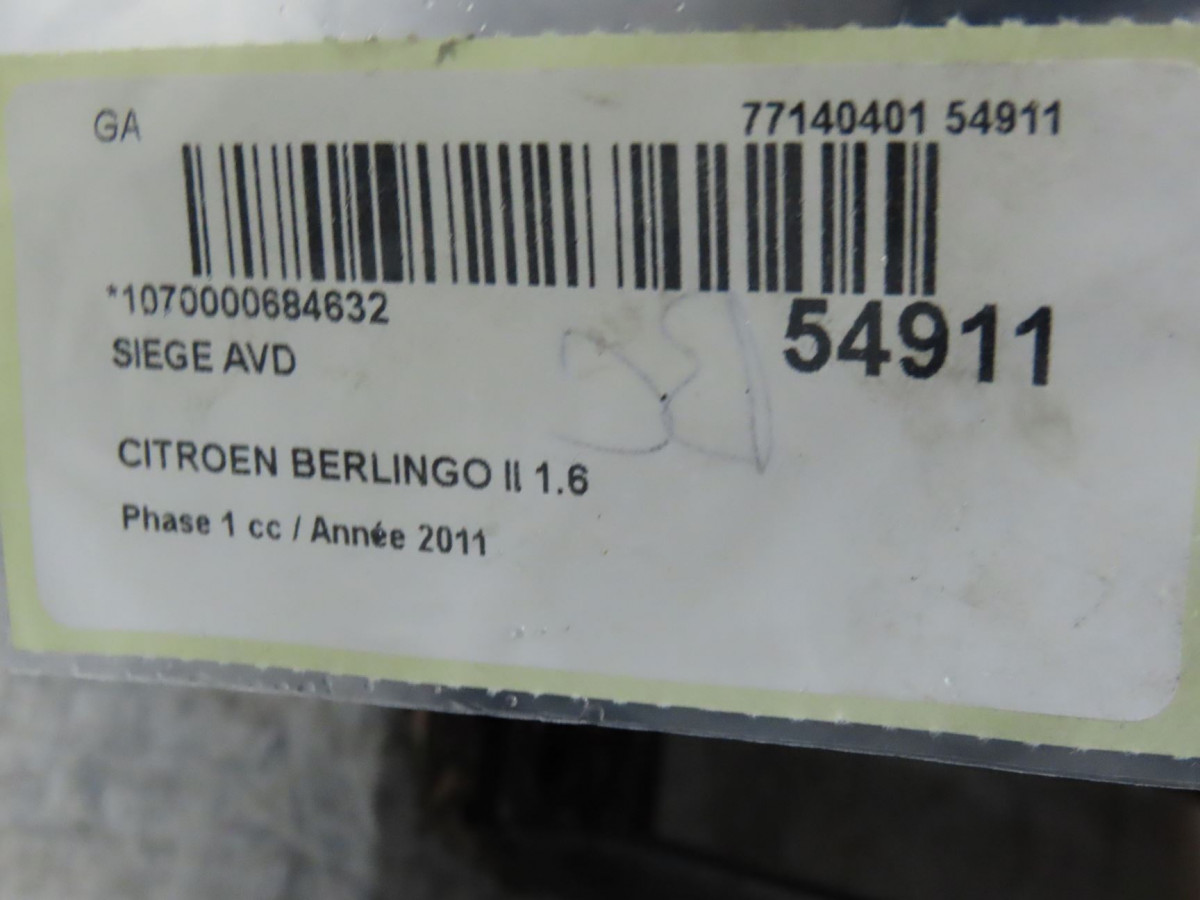 GA 77140401 54911
*1070000684632 54911
SIEGE AVD
CITROEN BERLINGO II 1.6
Phase 1 cc / Année 2011